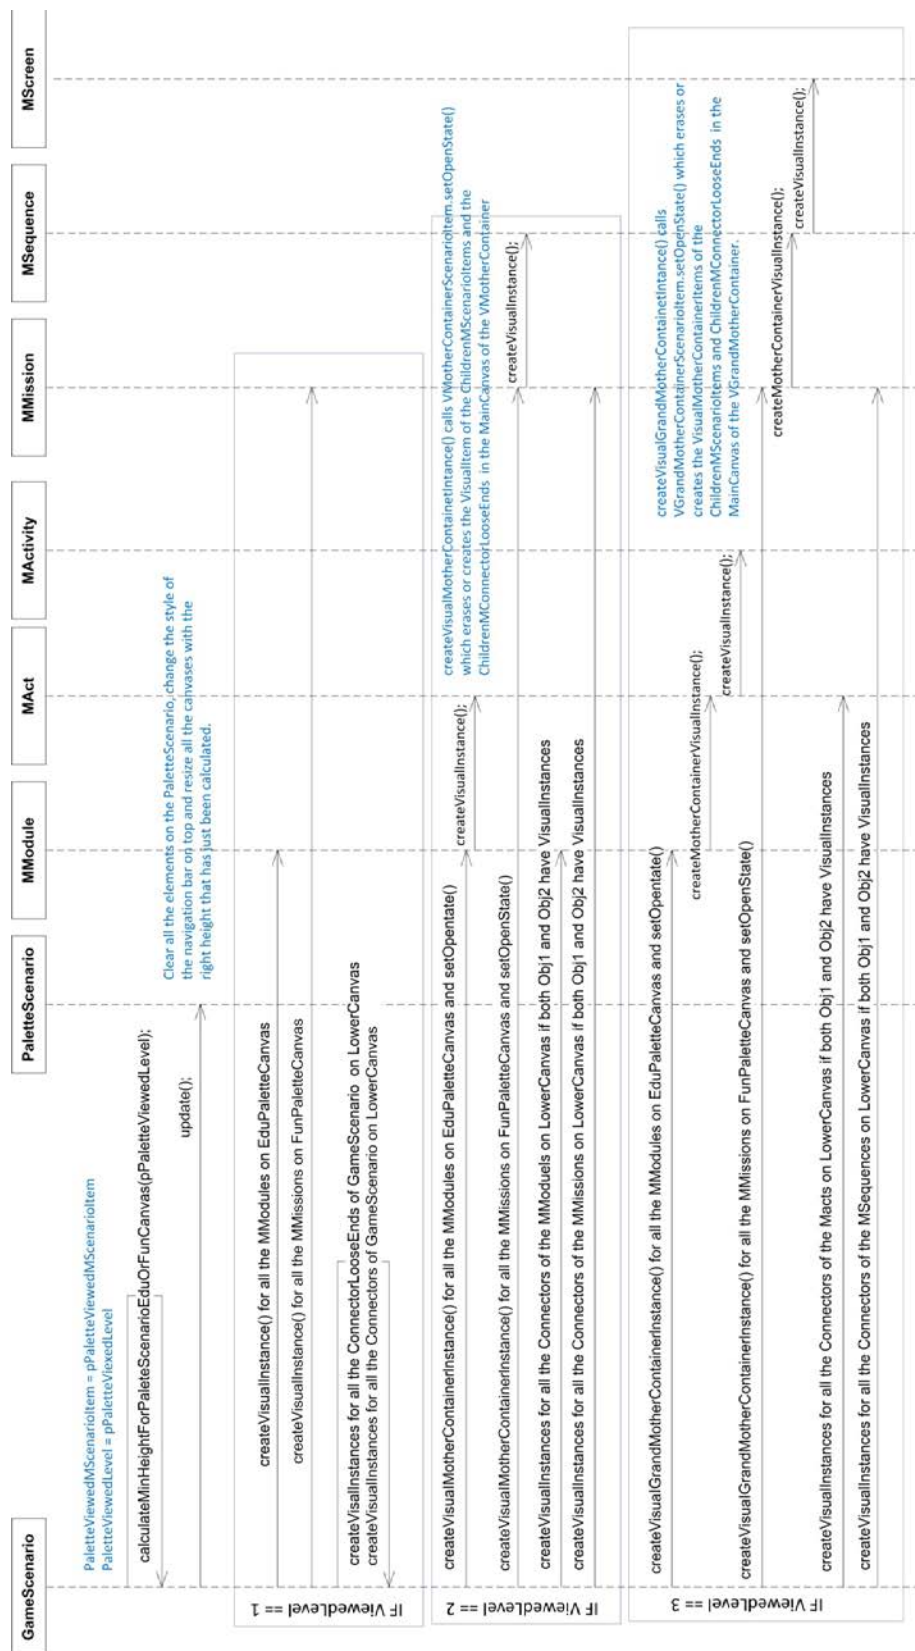 GameScenario
PaletteScenario
MModule
MAct
MActivity
MMission
MSequence
MScreen
PaletteViewedMScenarioItem = pPaletteViewedMScenarioItem
PaletteViewedLevel = pPaletteViexedLevel
calculateMinHeightForPaleteScenarioEduOrFunCanvas(pPaletteViewedLevel);
update();
Clear all the elements on the PaletteScenario, change the style of
the navigation bar on top and resize all the canvases with the
right height that has just been calculated.
IF ViewedLevel == 1
createVisualInstance() for all the MModules on EduPaletteCanvas
createVisualInstance() for all the MMissions on FunPaletteCanvas
createVisalInstances for all the ConnectorLooseEnds of GameScenario on LowerCanvas
createVisualInstances for all the Connectors of GameScenario on LowerCanvas
IF ViewedLevel == 2
createVisualMotherContainerInstance() for all the MModules on EduPaletteCanvas and setOpentate()
createVisualInstance();
createVisualMotherContainetIntance() calls VMotherContainerScenarioItem.setOpenState()
which erases or creates the VisualItem of the ChildrenMScenarioItems and the
ChildrenMConnectorLooseEnds in the MainCanvas of the VMotherContainer
createVisualMotherContainerInstance() for all the MMissions on FunPaletteCanvas and setOpenState()
createVisualInstance();
createVisualInstances for all the Connectors of the MModuels on LowerCanvas if both Obj1 and Obj2 have VisualInstances
createVisualInstances for all the Connectors of the MMissions on LowerCanvas if both Obj1 and Obj2 have VisualInstances
IF ViewedLevel == 3
createVisualGrandMotherContainerInstance() for all the MModules on EduPaletteCanvas and setOpentate()
createMotherContainerVisualInstance();
createVisualInstance();
createVisualGrandMotherContainetIntance() calls
VGrandMotherContainerScenarioItem.setOpenState() which erases or
creates the VisualMotherContainerItems of the
ChildrenMScenarioItems and ChildrenMConnectorLooseEnds in the
MainCanvas of the VGrandMotherContainer.
createVisualGrandMotherContainerInstance() for all the MMissions on FunPaletteCanvas and setOpenState()
createMotherContainerVisualInstance();
createVisualInstance();
createVisualInstances for all the Connectors of the Macts on LowerCanvas if both Obj1 and Obj2 have VisualInstances
createVisualInstances for all the Connectors of the MSequences on LowerCanvas if both Obj1 and Obj2 have VisualInstances